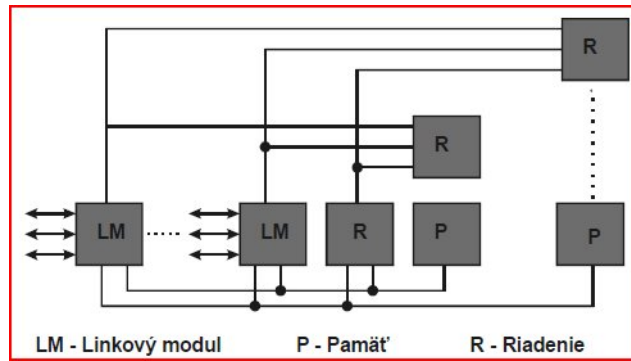 R
R
LM
LM
R
P
P
LM - Linkový modul
P - Pamäť
R - Riadenie